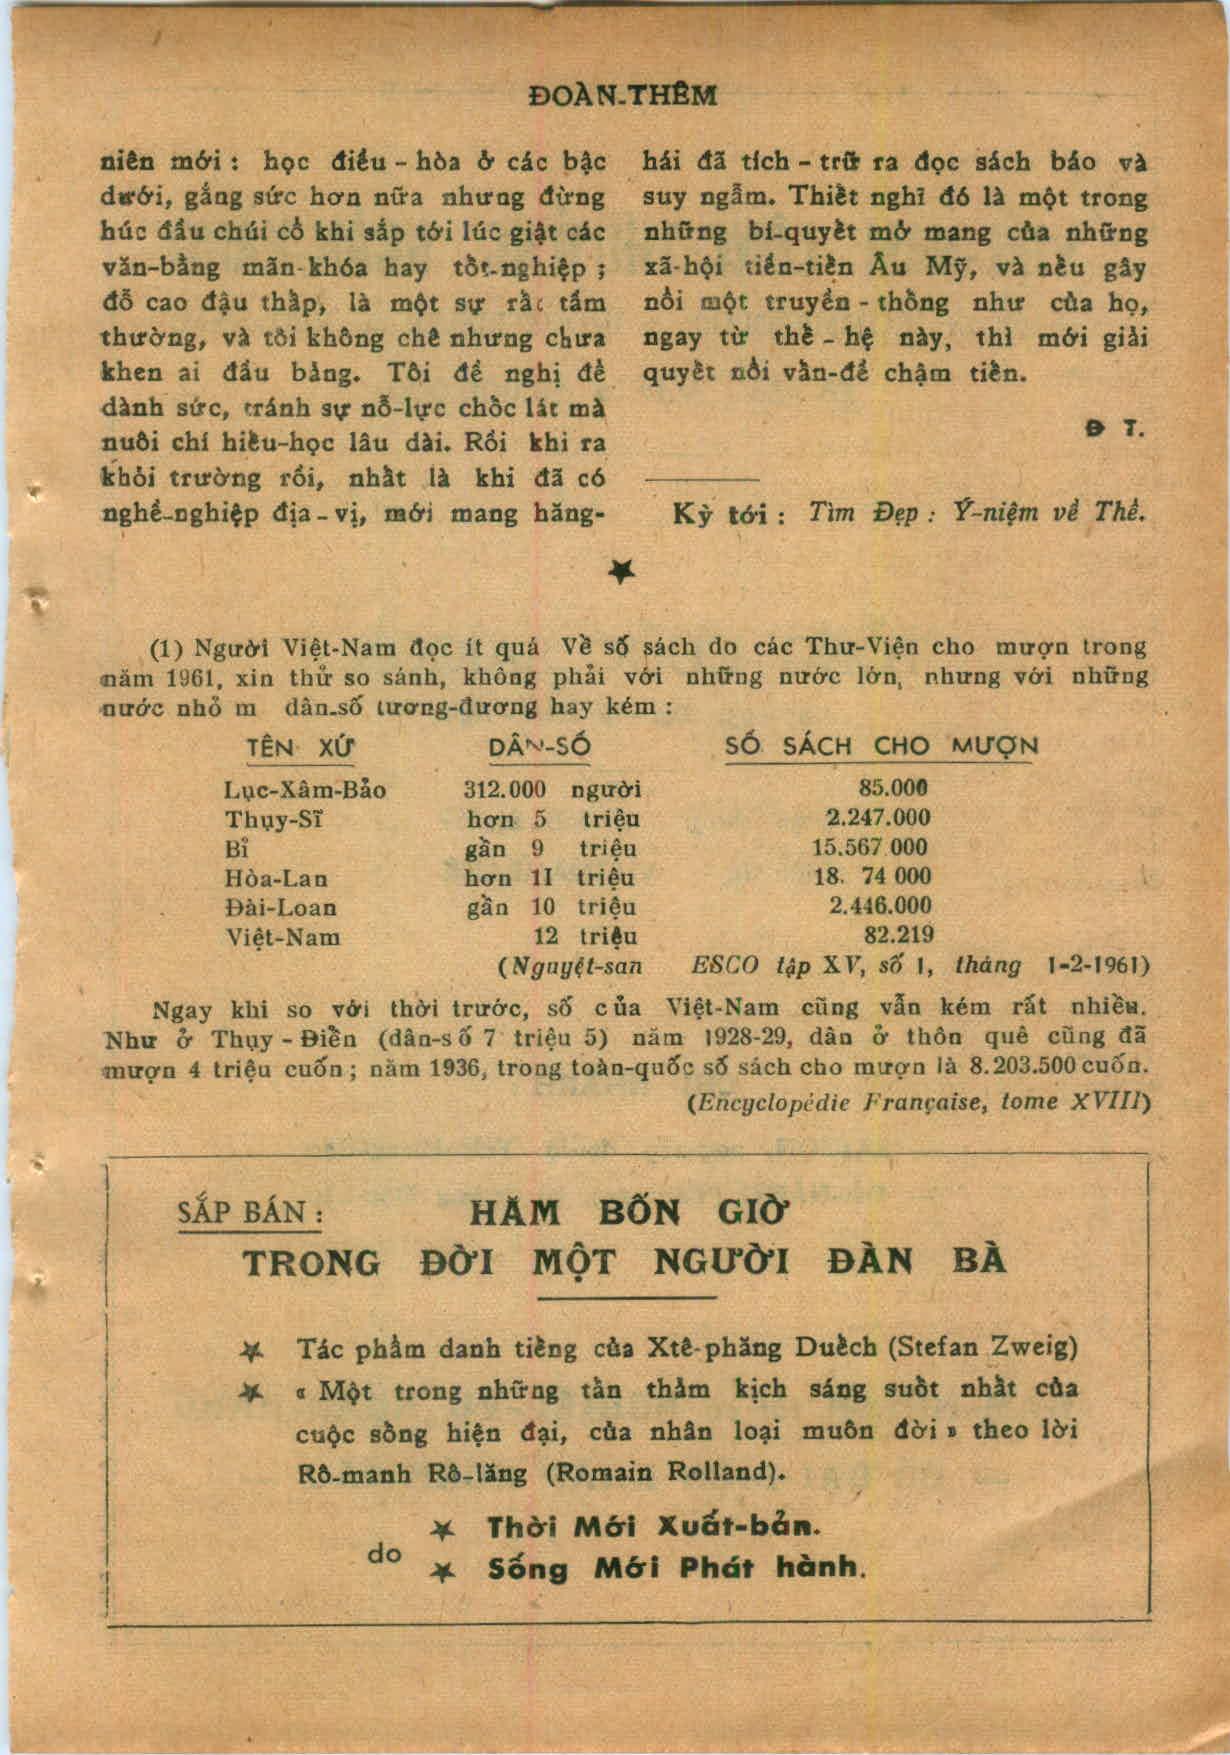 ĐOÀN-THÊM
niên mới : học điều - hòa ở các bậc
dưới, gắng sức hơn nữa nhưng đừng
húc đầu chúi cổ khi sắp tới lúc giật các
văn-bằng mãn-khóa hay tốt-nghiệp ;
đỗ cao đậu thấp, là một sự rất tầm
thường, và tôi không chê nhưng chưa
khen ai đầu bảng. Tôi đề nghị để
dành sức, tránh sự nỗ-lực chốc lát mà
nuôi chí hiếu-học lâu dài. Rồi khi ra
khỏi trường rồi, nhất là khi đã có
nghề-nghiệp địa-vị, mới mang hăng-
hái đã tích - trữ ra đọc sách báo và
suy ngẫm. Thiết nghĩ đó là một trong
những bí-quyết mở mang của những
xã-hội tiền-tiến Âu Mỹ, và nếu gây
nổi một truyền - thống như của họ,
ngay từ thế - hệ này, thì mới giải
quyết nổi vấn-đề chậm tiến.
Đ T.
Kỳ tới : Tìm Đẹp : Ý-niệm về Thể.
(1) Người Việt-Nam đọc ít quá Về số sách do các Thư-Viện cho mượn trong
năm 1961, xin thử so sánh, không phải với những nước lớn, nhưng với những
nước nhỏ m dân-số tương-đương hay kém :
TÊN XỨ DÂN-SỐ SỐ SÁCH CHO MƯỢN
Lục-Xâm-Bảo 312.000 người 85.000
Thụy-Sĩ hơn 5 triệu 2.247.000
Bỉ gần 9 triệu 15.567.000
Hòa-Lan hơn 11 triệu 18. 74 000
Đài-Loan gần 10 triệu 2.446.000
Việt-Nam 12 triệu 82.219
(Nguyệt-san ESCO tập XV, số 1, tháng 1-2-1961)
Ngay khi so với thời trước, số của Việt-Nam cũng vẫn kém rất nhiều.
Như ở Thụy - Điển (dân-số 7 triệu 5) năm 1928-29, dân ở thôn quê cũng đã
mượn 4 triệu cuốn ; năm 1936, trong toàn-quốc số sách cho mượn là 8.203.500 cuốn.
(Encyclopédie Française, tome XVIII)
SẮP BÁN : HĂM BỐN GIỜ
TRONG ĐỜI MỘT NGƯỜI ĐÀN BÀ
★ Tác phẩm danh tiếng của Xtê-phăng Duếch (Stefan Zweig)
★ « Một trong những tấn thảm kịch sáng suốt nhất của
cuộc sống hiện đại, của nhân loại muôn đời » theo lời
Rô-manh Rô-lăng (Romain Rolland).
do ★ Thời Mới Xuất-bản.
★ Sống Mới Phát hành.